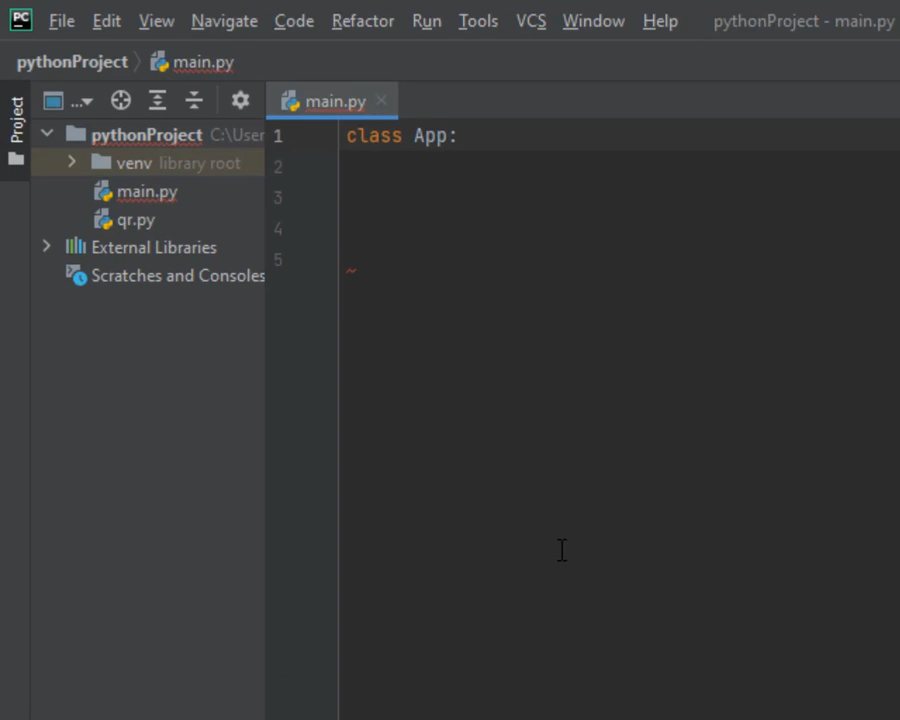 PC File Edit View Navigate Code Refactor Run Tools VCS Window Help pythonProject - main.py
pythonProject main.py
Project
... main.py
pythonProject C:\User
venv library root
main.py
qr.py
External Libraries
Scratches and Consoles
1 class App:
2
3
4
5